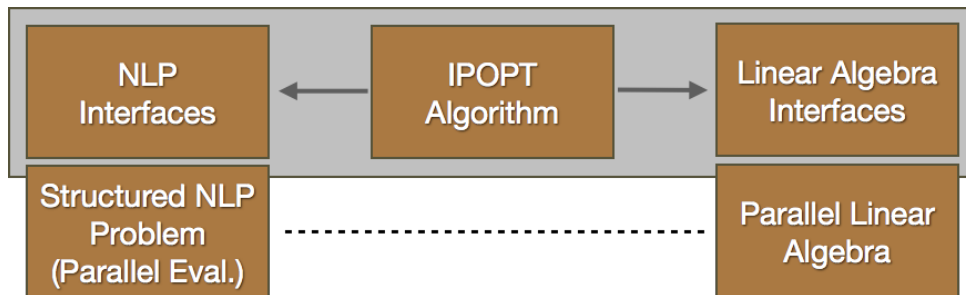 NLP
Interfaces
IPOPT
Algorithm
Linear Algebra
Interfaces
Structured NLP
Problem
(Parallel Eval.)
Parallel Linear
Algebra